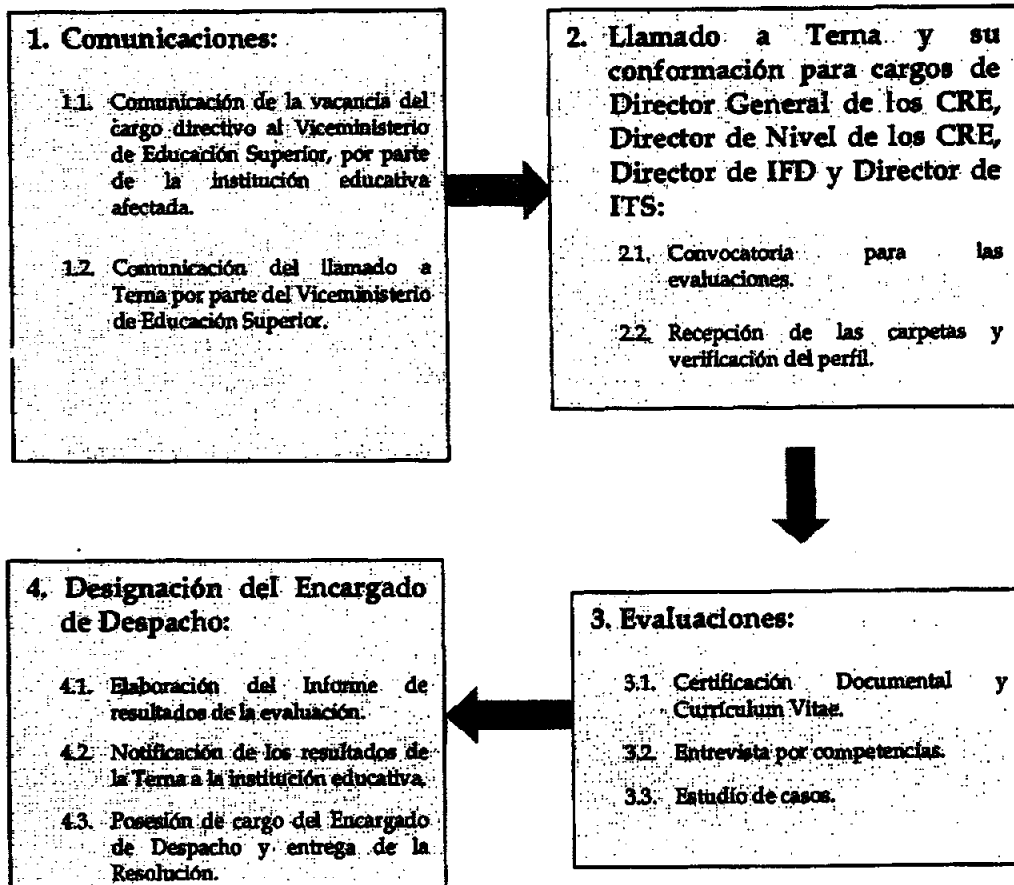 1. Comunicaciones:
1.1. Comunicación de la vacancia del
cargo directivo al Viceministerio
de Educación Superior, por parte
de la institución educativa
afectada.
1.2. Comunicación del llamado a
Terna por parte del Viceministerio
de Educación Superior.
2. Llamado a Terna y su
conformación para cargos de
Director General de los CRE,
Director de Nivel de los CRE,
Director de IFD y Director de
ITS:
2.1. Convocatoria para las
evaluaciones.
2.2. Recepción de las carpetas y
verificación del perfil.
3. Evaluaciones:
3.1. Certificación Documental y
Currículum Vitae.
3.2. Entrevista por competencias.
3.3. Estudio de casos.
4. Designación del Encargado
de Despacho:
4.1. Elaboración del Informe de
resultados de la evaluación.
4.2. Notificación de los resultados de
la Terna a la institución educativa.
4.3. Posesión de cargo del Encargado
de Despacho y entrega de la
Resolución.